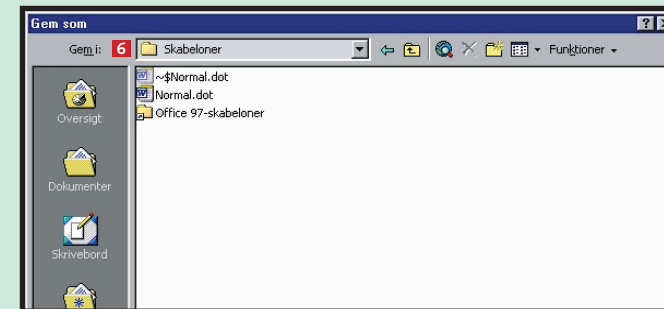 Gem som
Gem i: 6 Skabeloner Funktioner
~$Normal.dot
Normal.dot
Office 97-skabeloner
Oversigt
Dokumenter
Skrivebord